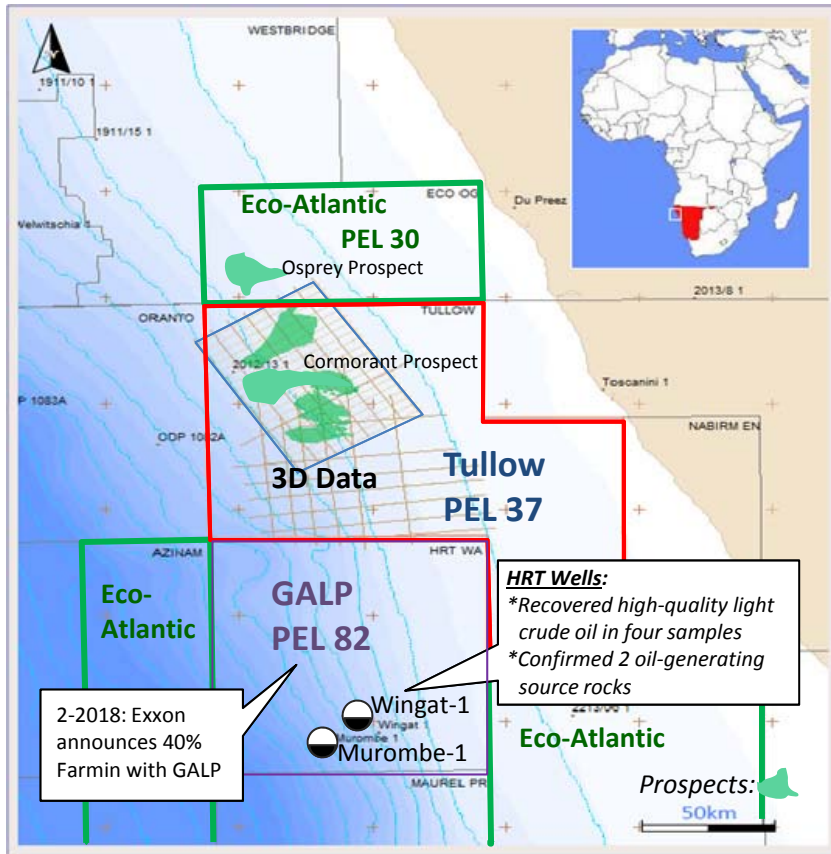 WESTBRIDGE
1911/10 1
1911/15 1
ECO OG
Eco-Atlantic
PEL 30
Du Preez
Welwitschia 1
Osprey Prospect
2013/8 1
ORANTO
TULLOW
2012/13 1
Cormorant Prospect
Toscanini 1
P 1083A
NABIRM EN
ODP 1082A
3D Data
Tullow
PEL 37
AZINAM
HRT WA
Eco-
Atlantic
GALP
PEL 82
HRT Wells:
*Recovered high-quality light
crude oil in four samples
*Confirmed 2 oil-generating
source rocks
2-2018: Exxon
announces 40%
Farmin with GALP
Wingat-1
Wingat 1
Murombe 1
Murombe-1
2213/06 1
Eco-Atlantic
MAUREL PR
Prospects:
50km